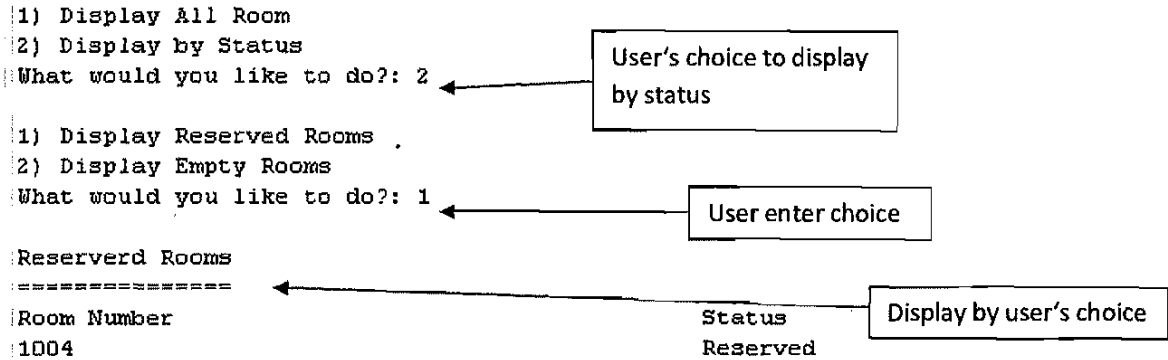 1) Display All Room
2) Display by Status
What would you like to do?: 2
User's choice to display
by status
1) Display Reserved Rooms
2) Display Empty Rooms
What would you like to do?: 1
User enter choice
Reserverd Rooms
===============
Display by user's choice
Room Number Status
1004 Reserved